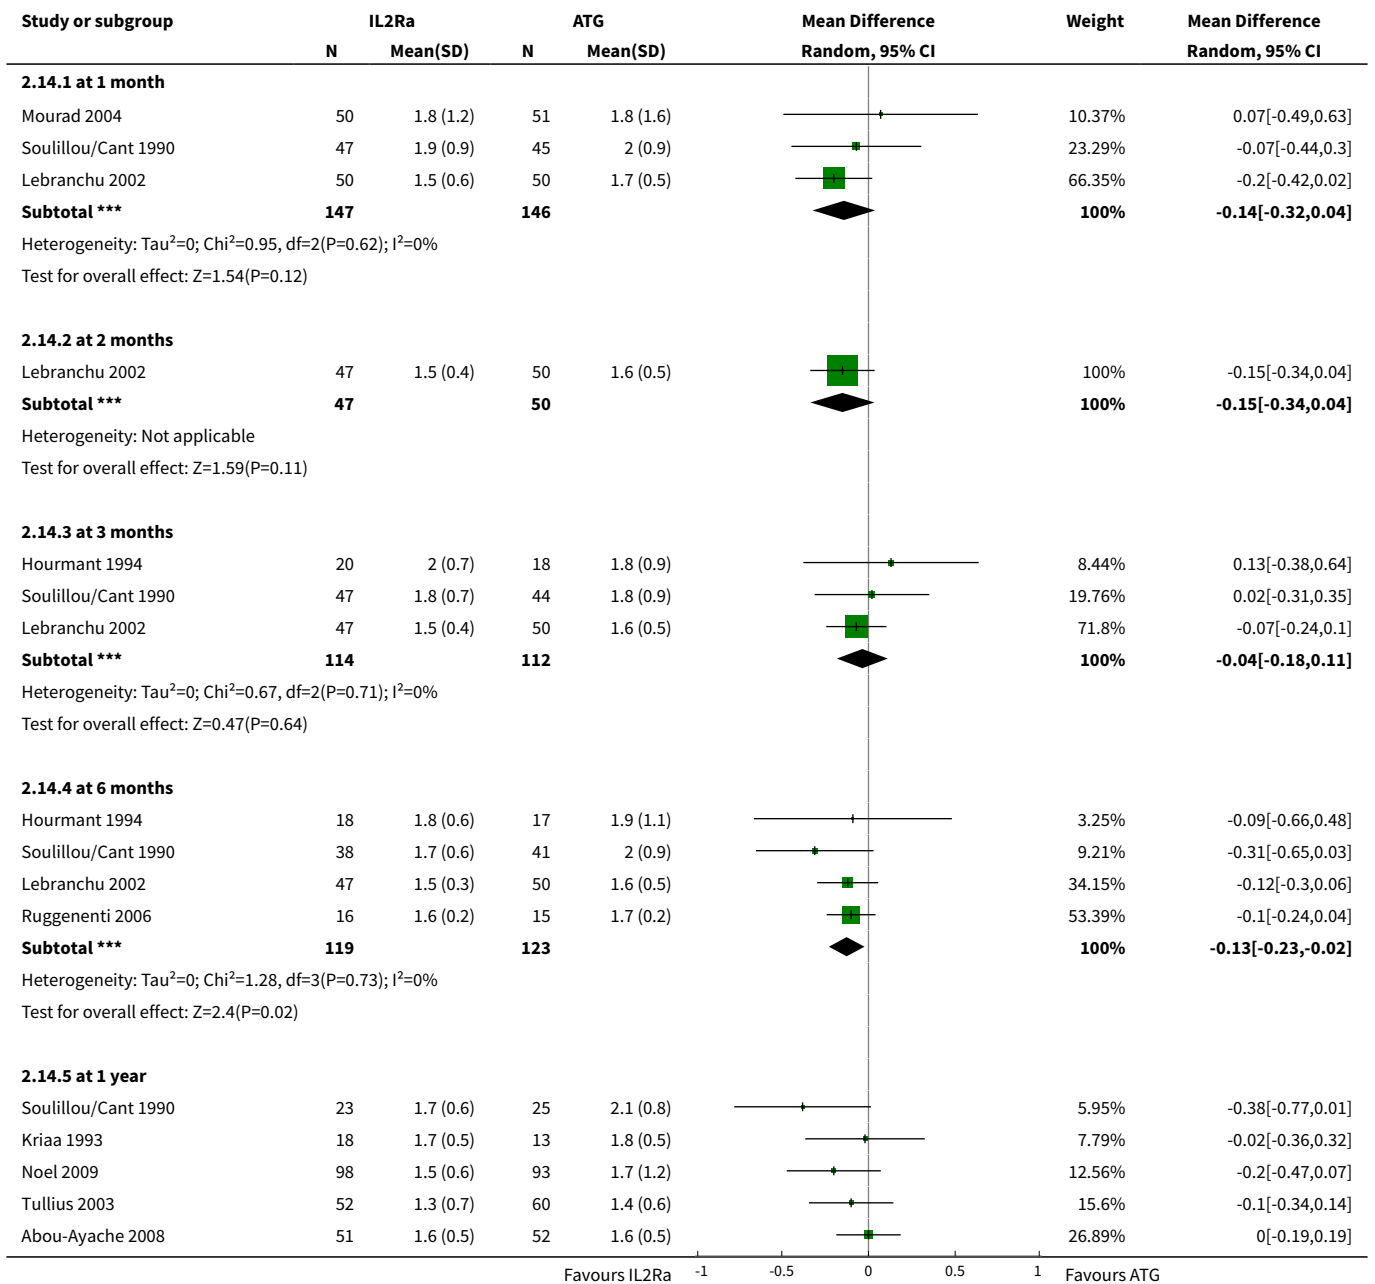 Study or subgroup IL2Ra ATG Mean Difference Weight Mean Difference
N Mean(SD) N Mean(SD) Random, 95% CI Random, 95% CI
2.14.1 at 1 month
Mourad 2004 50 1.8 (1.2) 51 1.8 (1.6) 10.37% 0.07[-0.49,0.63]
Soulillou/Cant 1990 47 1.9 (0.9) 45 2 (0.9) 23.29% -0.07[-0.44,0.3]
Lebranchu 2002 50 1.5 (0.6) 50 1.7 (0.5) 66.35% -0.2[-0.42,0.02]
Subtotal *** 147 146 100% -0.14[-0.32,0.04]
Heterogeneity: Tau²=0; Chi²=0.95, df=2(P=0.62); I²=0%
Test for overall effect: Z=1.54(P=0.12)
2.14.2 at 2 months
Lebranchu 2002 47 1.5 (0.4) 50 1.6 (0.5) 100% -0.15[-0.34,0.04]
Subtotal *** 47 50 100% -0.15[-0.34,0.04]
Heterogeneity: Not applicable
Test for overall effect: Z=1.59(P=0.11)
2.14.3 at 3 months
Hourmant 1994 20 2 (0.7) 18 1.8 (0.9) 8.44% 0.13[-0.38,0.64]
Soulillou/Cant 1990 47 1.8 (0.7) 44 1.8 (0.9) 19.76% 0.02[-0.31,0.35]
Lebranchu 2002 47 1.5 (0.4) 50 1.6 (0.5) 71.8% -0.07[-0.24,0.1]
Subtotal *** 114 112 100% -0.04[-0.18,0.11]
Heterogeneity: Tau²=0; Chi²=0.67, df=2(P=0.71); I²=0%
Test for overall effect: Z=0.47(P=0.64)
2.14.4 at 6 months
Hourmant 1994 18 1.8 (0.6) 17 1.9 (1.1) 3.25% -0.09[-0.66,0.48]
Soulillou/Cant 1990 38 1.7 (0.6) 41 2 (0.9) 9.21% -0.31[-0.65,0.03]
Lebranchu 2002 47 1.5 (0.3) 50 1.6 (0.5) 34.15% -0.12[-0.3,0.06]
Ruggenenti 2006 16 1.6 (0.2) 15 1.7 (0.2) 53.39% -0.1[-0.24,0.04]
Subtotal *** 119 123 100% -0.13[-0.23,-0.02]
Heterogeneity: Tau²=0; Chi²=1.28, df=3(P=0.73); I²=0%
Test for overall effect: Z=2.4(P=0.02)
2.14.5 at 1 year
Soulillou/Cant 1990 23 1.7 (0.6) 25 2.1 (0.8) 5.95% -0.38[-0.77,0.01]
Kriaa 1993 18 1.7 (0.5) 13 1.8 (0.5) 7.79% -0.02[-0.36,0.32]
Noel 2009 98 1.5 (0.6) 93 1.7 (1.2) 12.56% -0.2[-0.47,0.07]
Tullius 2003 52 1.3 (0.7) 60 1.4 (0.6) 15.6% -0.1[-0.34,0.14]
Abou-Ayache 2008 51 1.6 (0.5) 52 1.6 (0.5) 26.89% 0[-0.19,0.19]
Favours IL2Ra -1 -0.5 0 0.5 1 Favours ATG